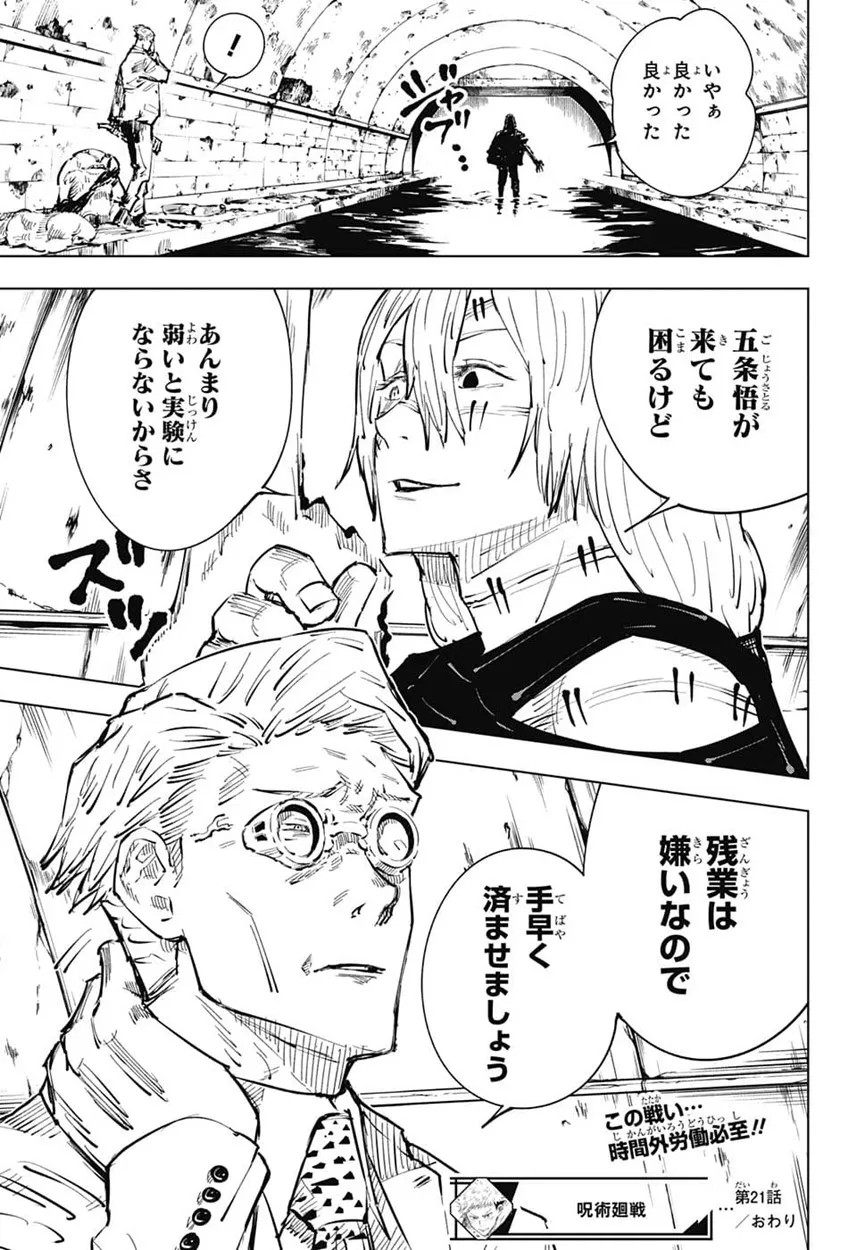 いやぁ
良かった
良かった
ジャブ…
!
五条悟が
来ても
困るけど
あんまり
弱いと実験に
ならないからさ
ズズッ
残業は
嫌いなので
手早く
済ませましょう
この戦い…
時間外労働必至!!
呪術廻戦
第21話
…／おわり